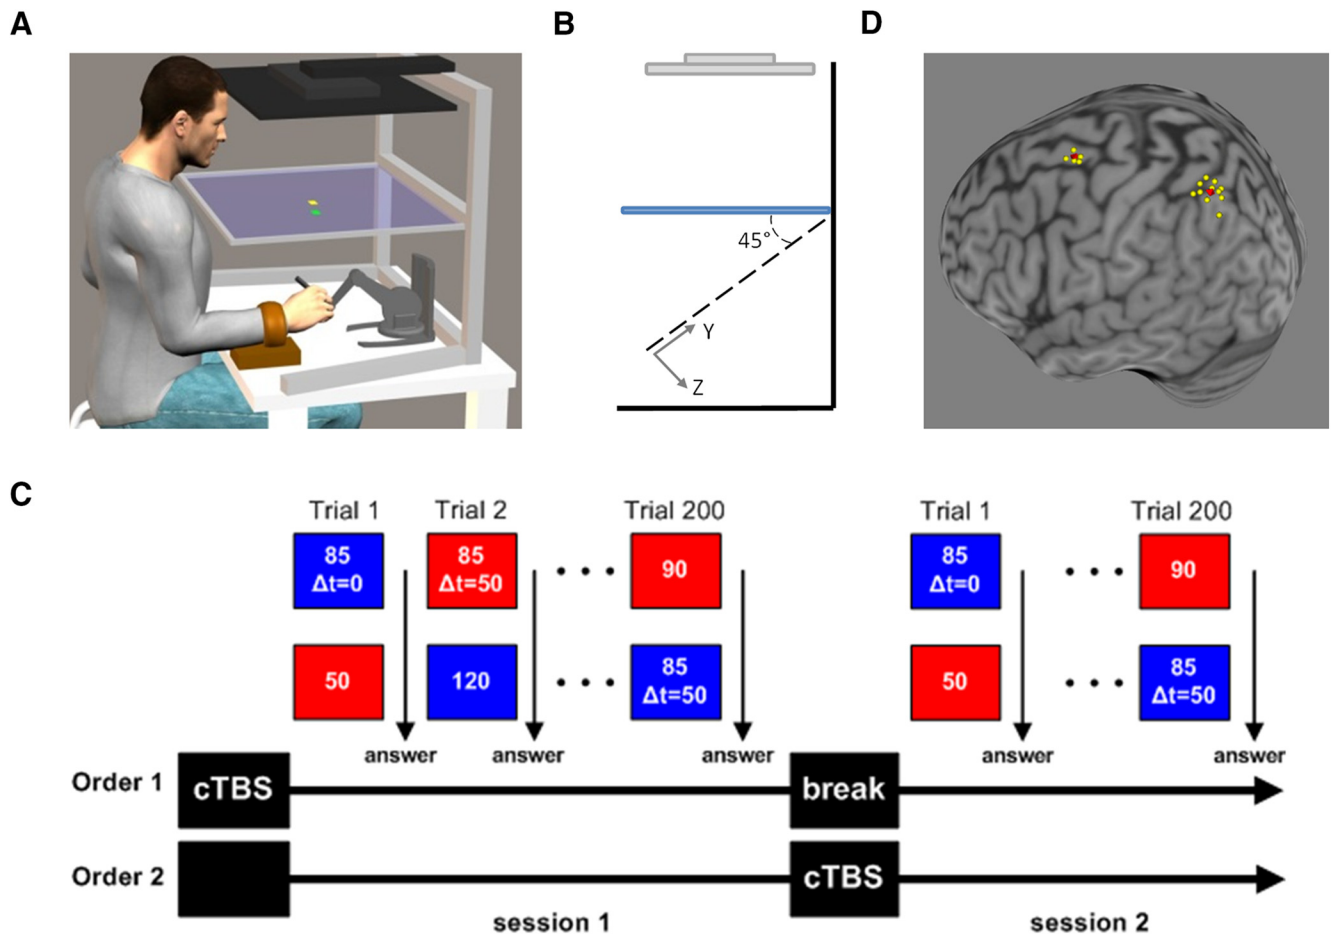 A
B
D
45°
Y
Z
C
Trial 1
Trial 2
Trial 200
Trial 1
Trial 200
85
Δt=0
85
Δt=50
90
85
Δt=0
90
50
120
85
Δt=50
50
85
Δt=50
answer
answer
answer
answer
answer
Order 1
cTBS
break
Order 2
cTBS
session 1
session 2